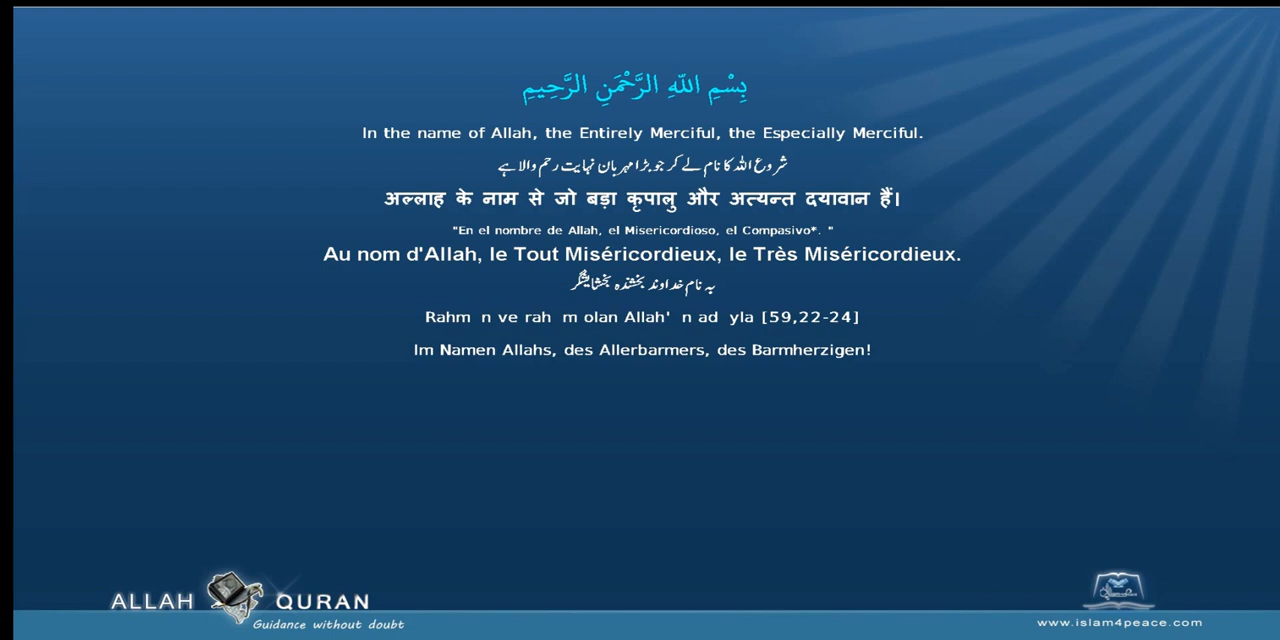 بِسْمِ اللّهِ الرَّحْمَنِ الرَّحِيمِ
In the name of Allah, the Entirely Merciful, the Especially Merciful.
شروع اللہ کا نام لے کر جو بڑا مہربان نہایت رحم والا ہے
अल्लाह के नाम से जो बड़ा कृपालु और अत्यन्त दयावान हैं।
"En el nombre de Allah, el Misericordioso, el Compasivo*. "
Au nom d'Allah, le Tout Miséricordieux, le Très Miséricordieux.
به نام خداوند بخشنده بخشایشگر
Rahm n ve rah m olan Allah' n ad yla [59,22-24]
Im Namen Allahs, des Allerbarmers, des Barmherzigen!
ALLAH QURAN
Guidance without doubt
www.islam4peace.com